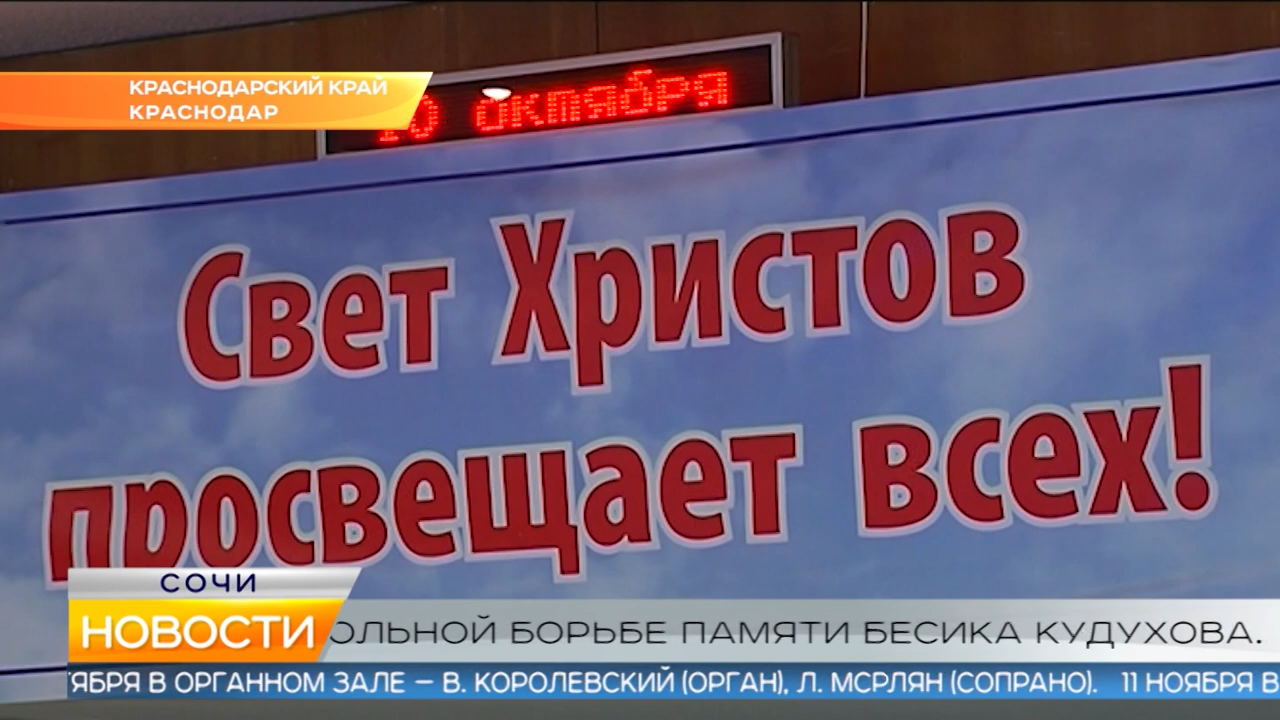 КРАСНОДАРСКИЙ КРАЙ
КРАСНОДАР
10 октября
Свет Христов
просвещает всех!
СОЧИ
НОВОСТИ
ОЛЬНОЙ БОРЬБЕ ПАМЯТИ БЕСИКА КУДУХОВА.
ТЯБРЯ В ОРГАННОМ ЗАЛЕ – В. КОРОЛЕВСКИЙ (ОРГАН), Л. МСРЛЯН (СОПРАНО). 11 НОЯБРЯ В